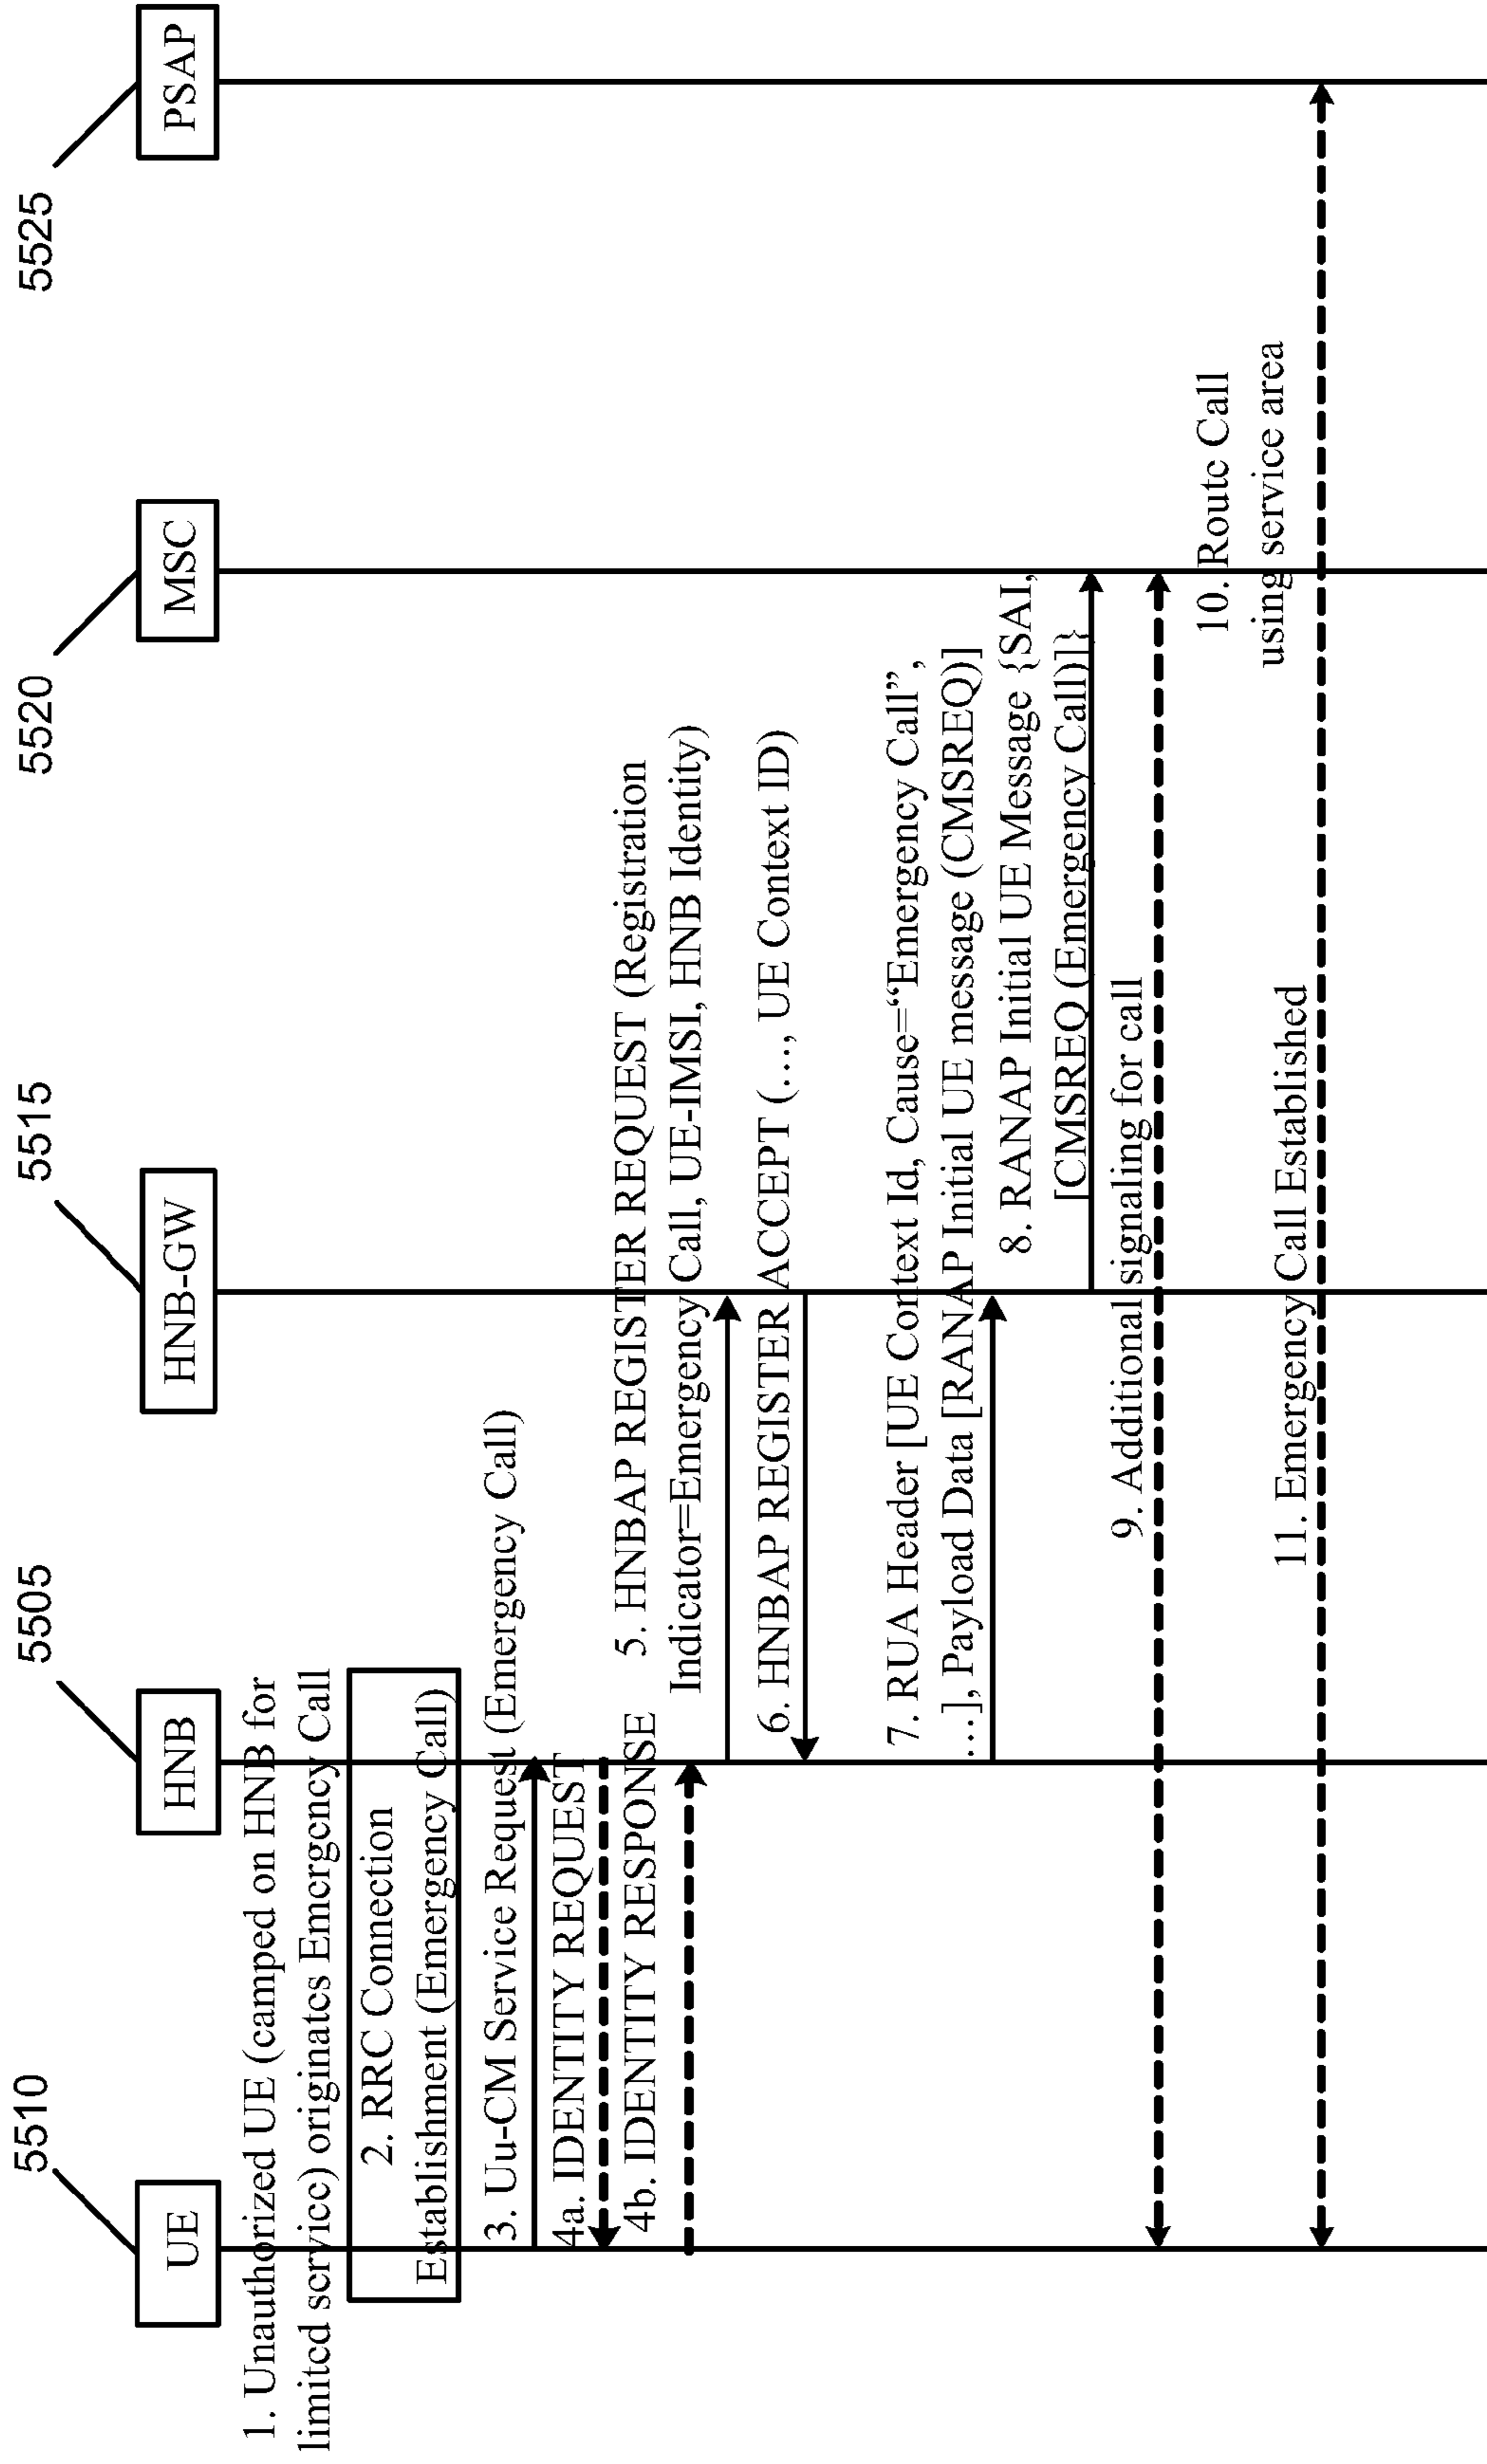 5510
5505
5515
5520
5525
UE
HNB
HNB-GW
MSC
PSAP
1. Unauthorized UE (camped on HNB for
limited service) originates Emergency Call
2. RRC Connection
Establishment (Emergency Call)
3. Uu-CM Service Request (Emergency Call)
4a. IDENTITY REQUEST
4b. IDENTITY RESPONSE
5. HNBAP REGISTER REQUEST (Registration
Indicator=Emergency Call, UE-IMSI, HNB Identity)
6. HNBAP REGISTER ACCEPT (…, UE Context ID)
7. RUA Header [UE Context Id, Cause=“Emergency Call”,
…], Payload Data [RANAP Initial UE message (CMSREQ)]
8. RANAP Initial UE Message {SAI,
[CMSREQ (Emergency Call)]}
9. Additional signaling for call
10. Route Call
using service area
11. Emergency Call Established